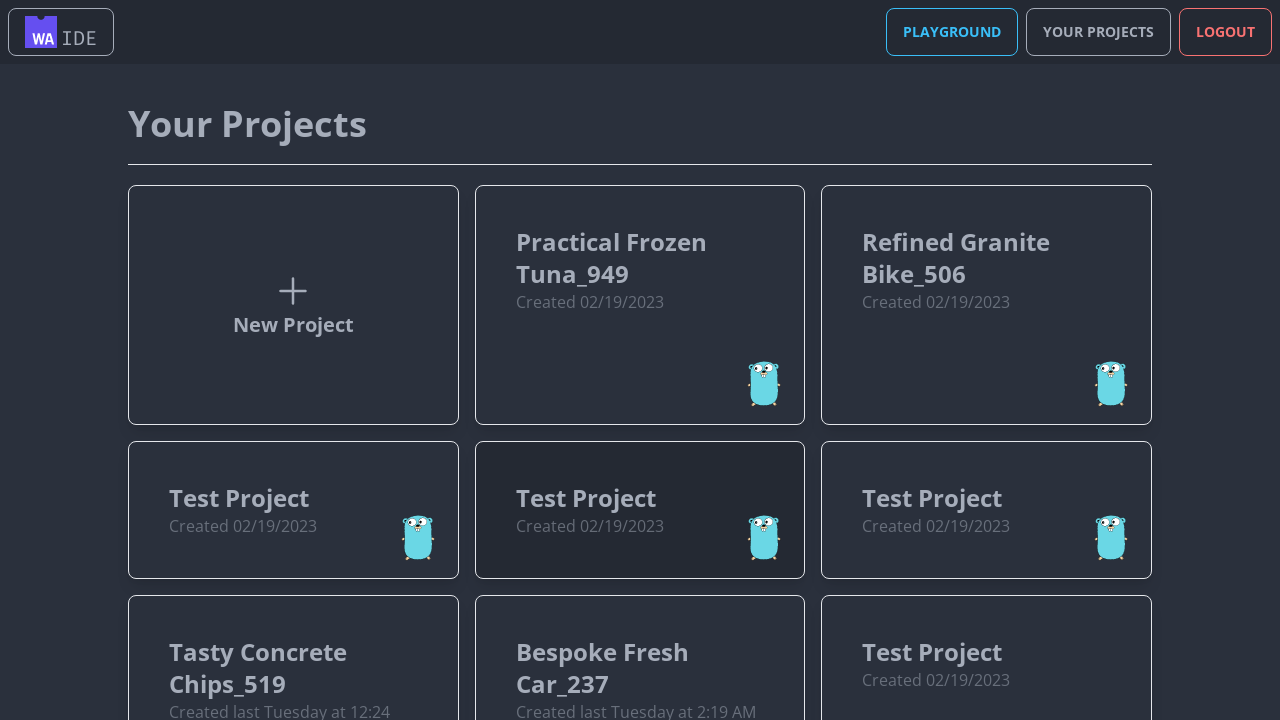 WA IDE
PLAYGROUND
YOUR PROJECTS
LOGOUT
Your Projects
New Project
Practical Frozen
Tuna_949
Created 02/19/2023
Refined Granite
Bike_506
Created 02/19/2023
Test Project
Created 02/19/2023
Test Project
Created 02/19/2023
Test Project
Created 02/19/2023
Tasty Concrete
Chips_519
Created last Tuesday at 12:24
Bespoke Fresh
Car_237
Created last Tuesday at 2:19 AM
Test Project
Created 02/19/2023